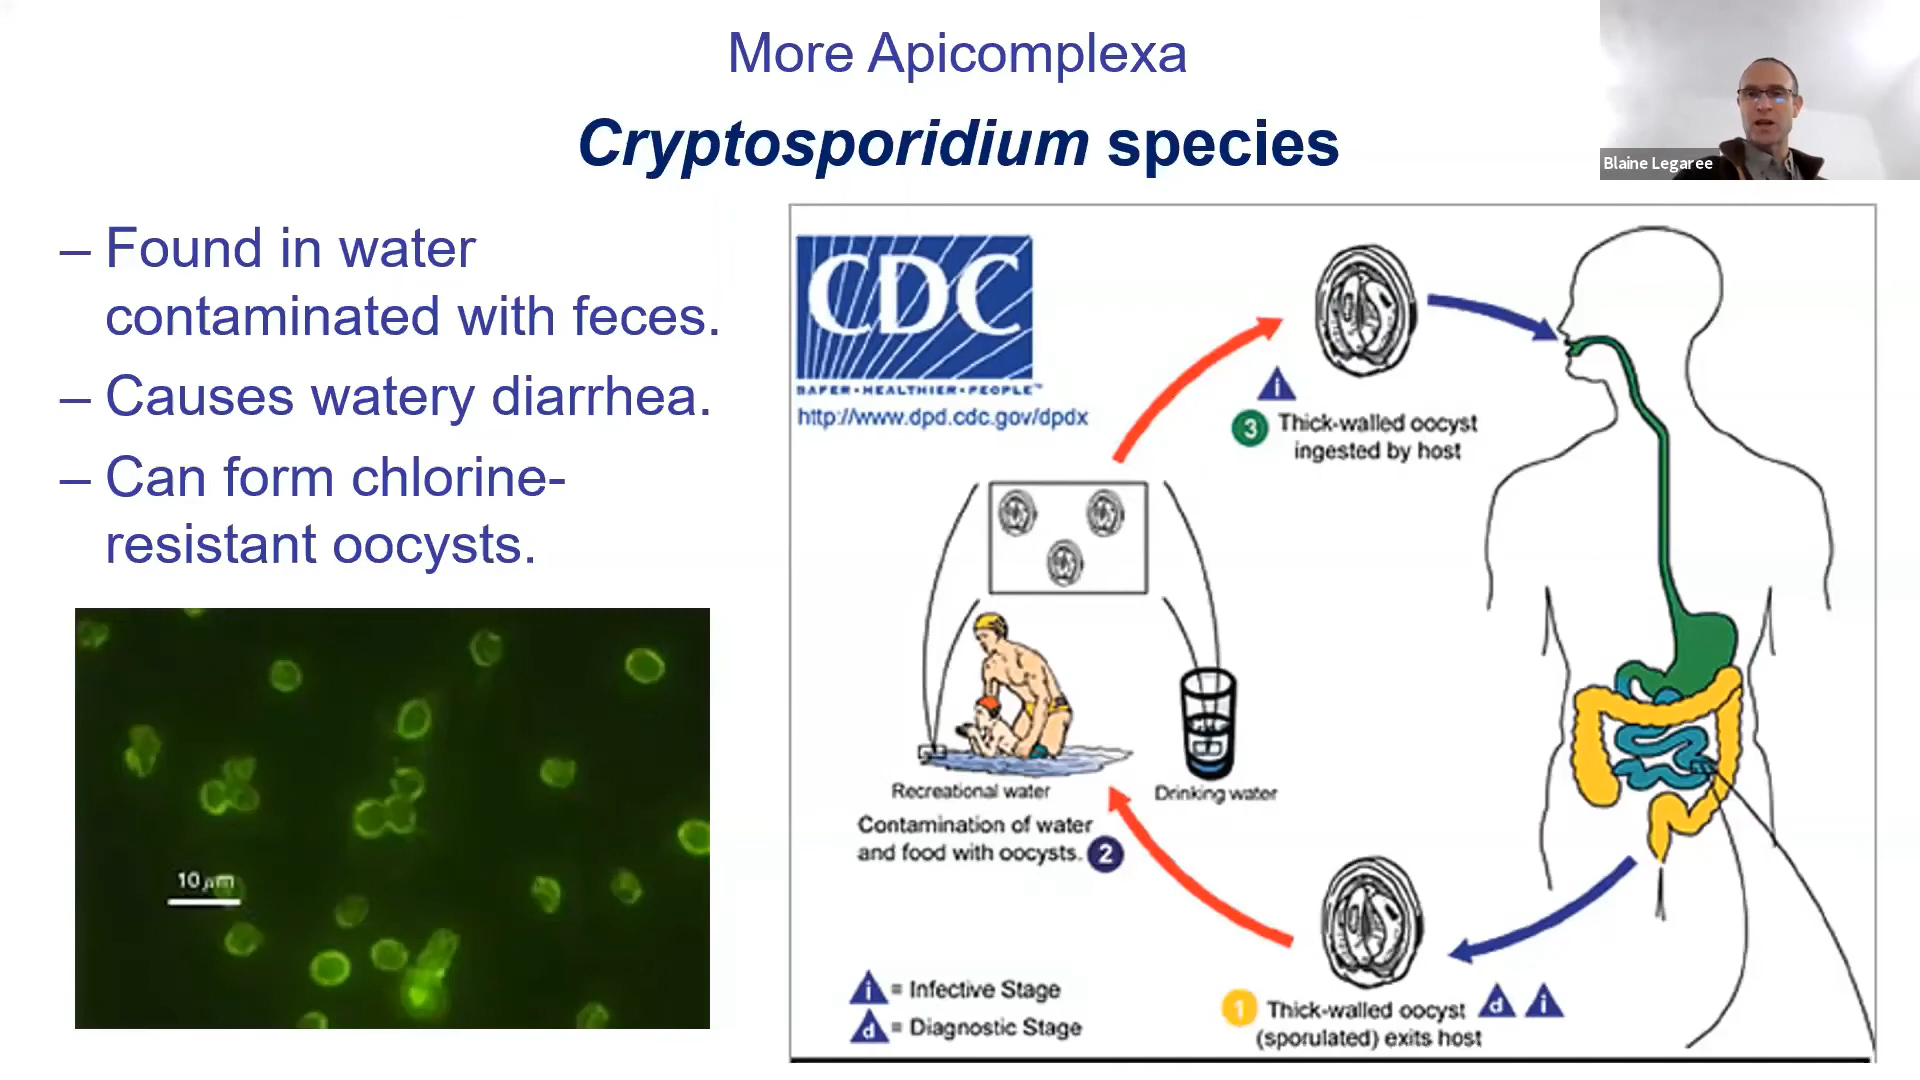 More Apicomplexa
Cryptosporidium species
Blaine Legaree
– Found in water
contaminated with feces.
– Causes watery diarrhea.
– Can form chlorine-
resistant oocysts.
10 µm
CDC
SAFER•HEALTHIER•PEOPLE™
http://www.dpd.cdc.gov/dpdx
i
3 Thick-walled oocyst
ingested by host
Recreational water
Drinking water
Contamination of water
and food with oocysts. 2
i = Infective Stage
d = Diagnostic Stage
1 Thick-walled oocyst d i
(sporulated) exits host